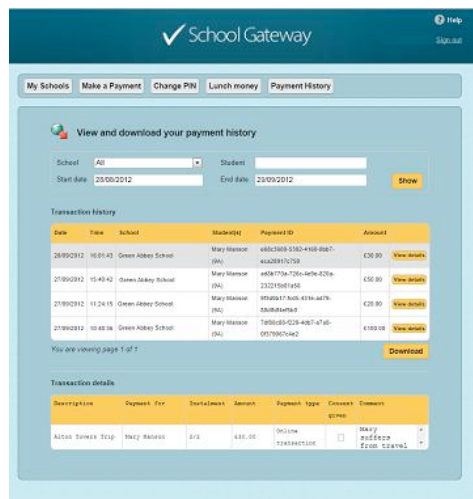 Help
School Gateway
Sign out
My Schools Make a Payment Change PIN Lunch money Payment History
View and download your payment history
School All Student
Start date 28/08/2012 End date 29/09/2012
Show
Transaction history
Date Time School Student(s) Payment ID Amount
28/09/2012 16:01:43 Green Abbey School Mary Manson (9A) £30.00 View details
27/09/2012 15:40:42 Green Abbey School Mary Manson (9A) £50.00 View details
27/09/2012 11:24:15 Green Abbey School Mary Manson (9A) £20.00 View details
27/09/2012 Green Abbey School Mary Manson (9A) £100.00 View details
You are viewing page 1 of 1
Download
Transaction details
Description Payment for Instalment Amount Payment type Consent given Comment
Alton Towers Trip Mary Manson 2/2 £30.00 Online transaction Mary suffers from travel